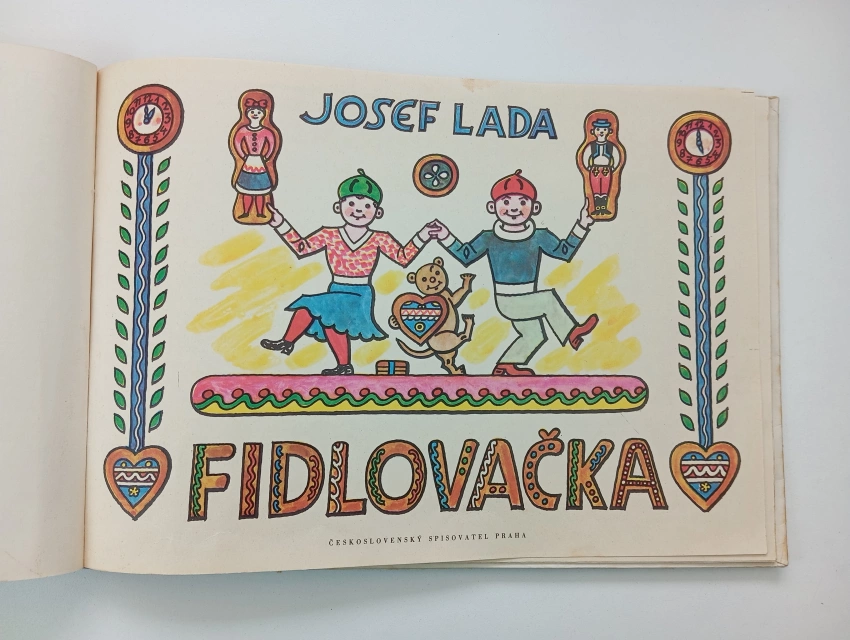 JOSEF LADA
FIDLOVAČKA
ČESKOSLOVENSKÝ SPISOVATEL PRAHA